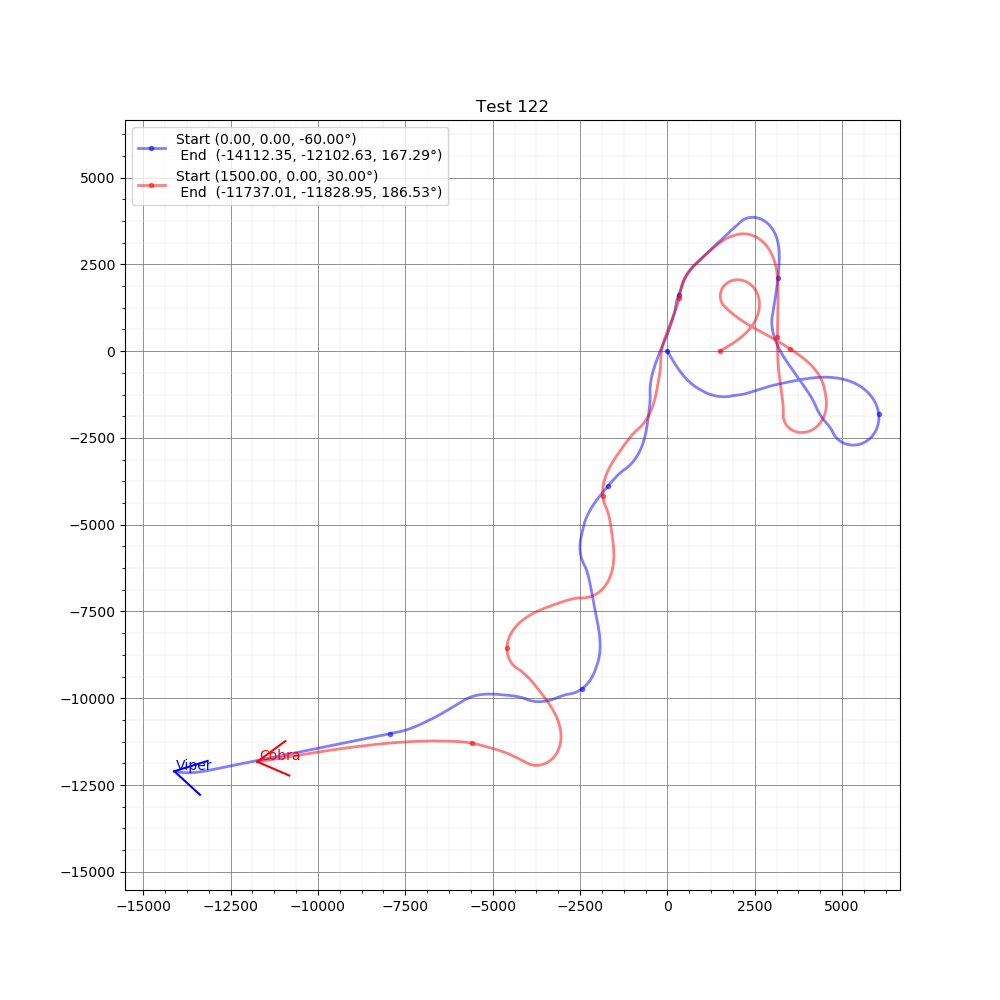 Test 122
Start (0.00, 0.00, -60.00°)
End (-14112.35, -12102.63, 167.29°)
Start (1500.00, 0.00, 30.00°)
End (-11737.01, -11828.95, 186.53°)
5000
2500
0
−2500
−5000
−7500
−10000
−12500
−15000
Cobra
Viper
−15000 −12500 −10000 −7500 −5000 −2500 0 2500 5000